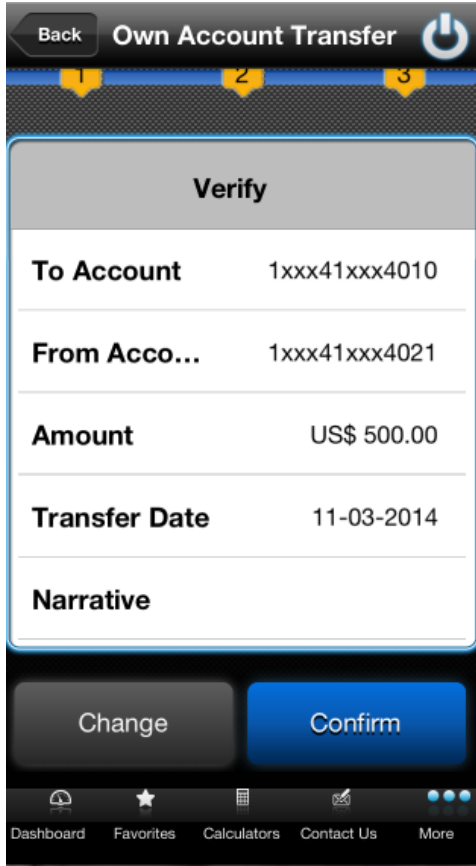 Back Own Account Transfer
1 2 3
Verify
To Account 1xxx41xxx4010
From Acco... 1xxx41xxx4021
Amount US$ 500.00
Transfer Date 11-03-2014
Narrative
Change Confirm
Dashboard Favorites Calculators Contact Us More